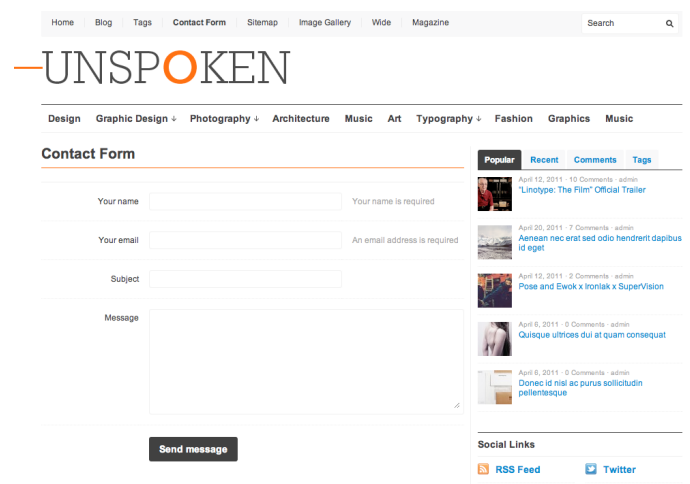 Home Blog Tags Contact Form Sitemap Image Gallery Wide Magazine Search
UNSPOKEN
Design Graphic Design ↓ Photography ↓ Architecture Music Art Typography ↓ Fashion Graphics Music
Contact Form
Your name Your name is required
Your email An email address is required
Subject
Message
Send message
Popular Recent Comments Tags
April 12, 2011 · 10 Comments · admin
"Linotype: The Film" Official Trailer
April 20, 2011 · 7 Comments · admin
Aenean nec erat sed odio hendrerit dapibus
id eget
April 12, 2011 · 2 Comments · admin
Pose and Ewok x Ironlak x SuperVision
April 6, 2011 · 0 Comments · admin
Quisque ultrices dui at quam consequat
April 6, 2011 · 0 Comments · admin
Donec id nisl ac purus sollicitudin
pellentesque
Social Links
RSS Feed Twitter